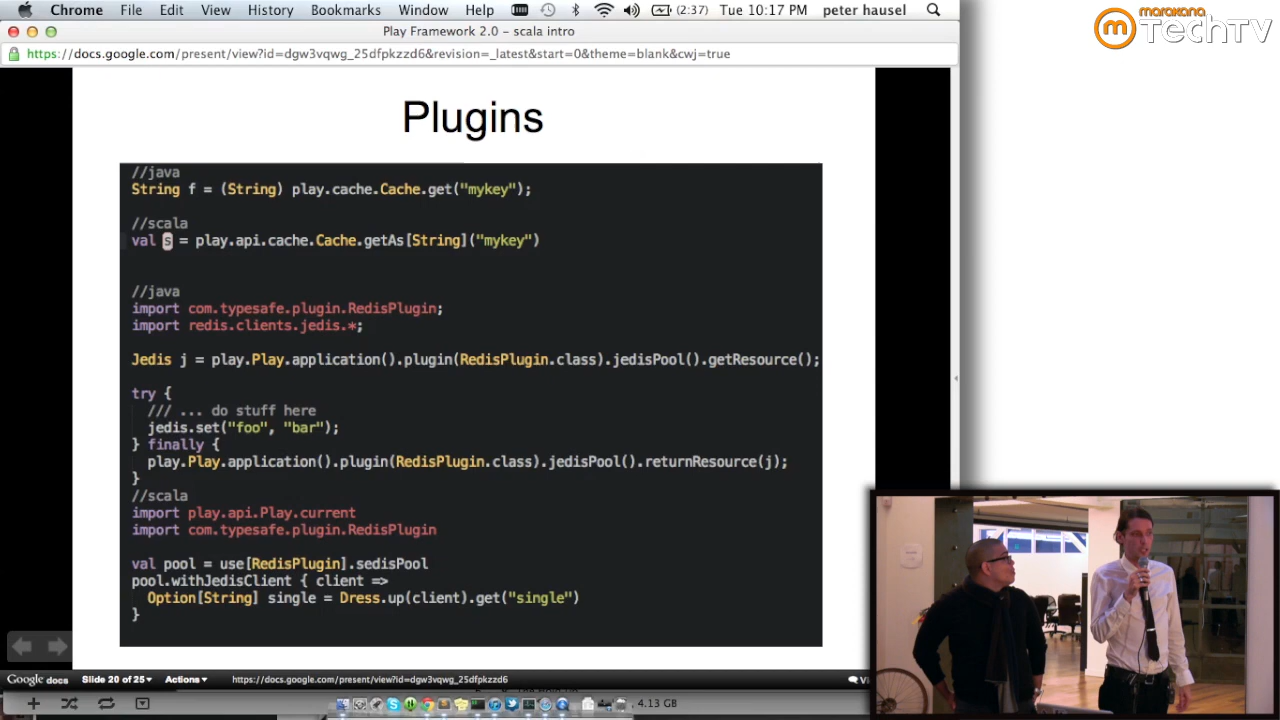 Chrome File Edit View History Bookmarks Window Help (2:37) Tue 10:17 PM peter hausel
marakana
TechTV
Play Framework 2.0 - scala intro
https://docs.google.com/present/view?id=dgw3vqwg_25dfpkzzd6&revision=_latest&start=0&theme=blank&cwj=true
Plugins
//java
String f = (String) play.cache.Cache.get("mykey");
//scala
val s = play.api.cache.Cache.getAs[String]("mykey")
//java
import com.typesafe.plugin.RedisPlugin;
import redis.clients.jedis.*;
Jedis j = play.Play.application().plugin(RedisPlugin.class).jedisPool().getResource();
try {
/// ... do stuff here
jedis.set("foo", "bar");
} finally {
play.Play.application().plugin(RedisPlugin.class).jedisPool().returnResource(j);
}
//scala
import play.api.Play.current
import com.typesafe.plugin.RedisPlugin
val pool = use[RedisPlugin].sedisPool
pool.withJedisClient { client =>
Option[String] single = Dress.up(client).get("single")
}
Google docs Slide 20 of 25 Actions https://docs.google.com/present/view?id=dgw3vqwg_25dfpkzzd6 Vi
4.13 GB